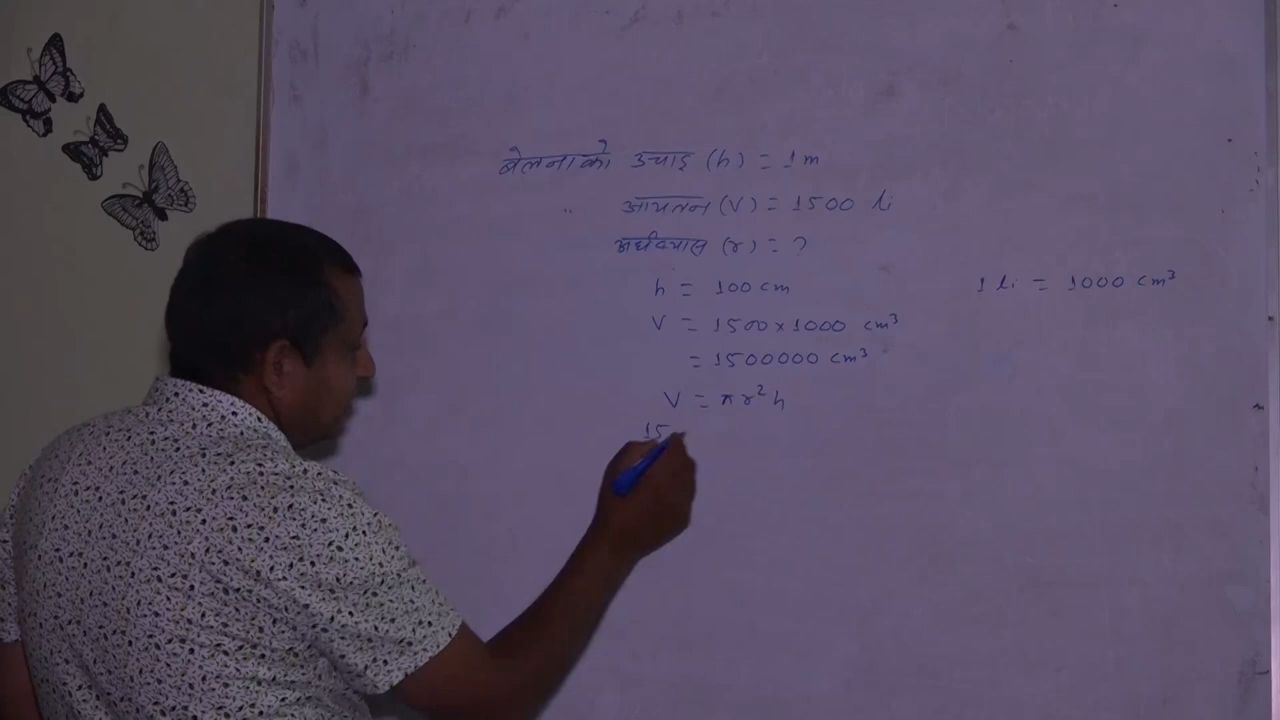 बेलनाको उचाइ (h) = 1m
" आयतन (V) = 1500 li
अर्धव्यास (r) = ?
h = 100 cm
1 li = 1000 cm³
V = 1500 × 1000 cm³
= 1500000 cm³
V = πr²h
15